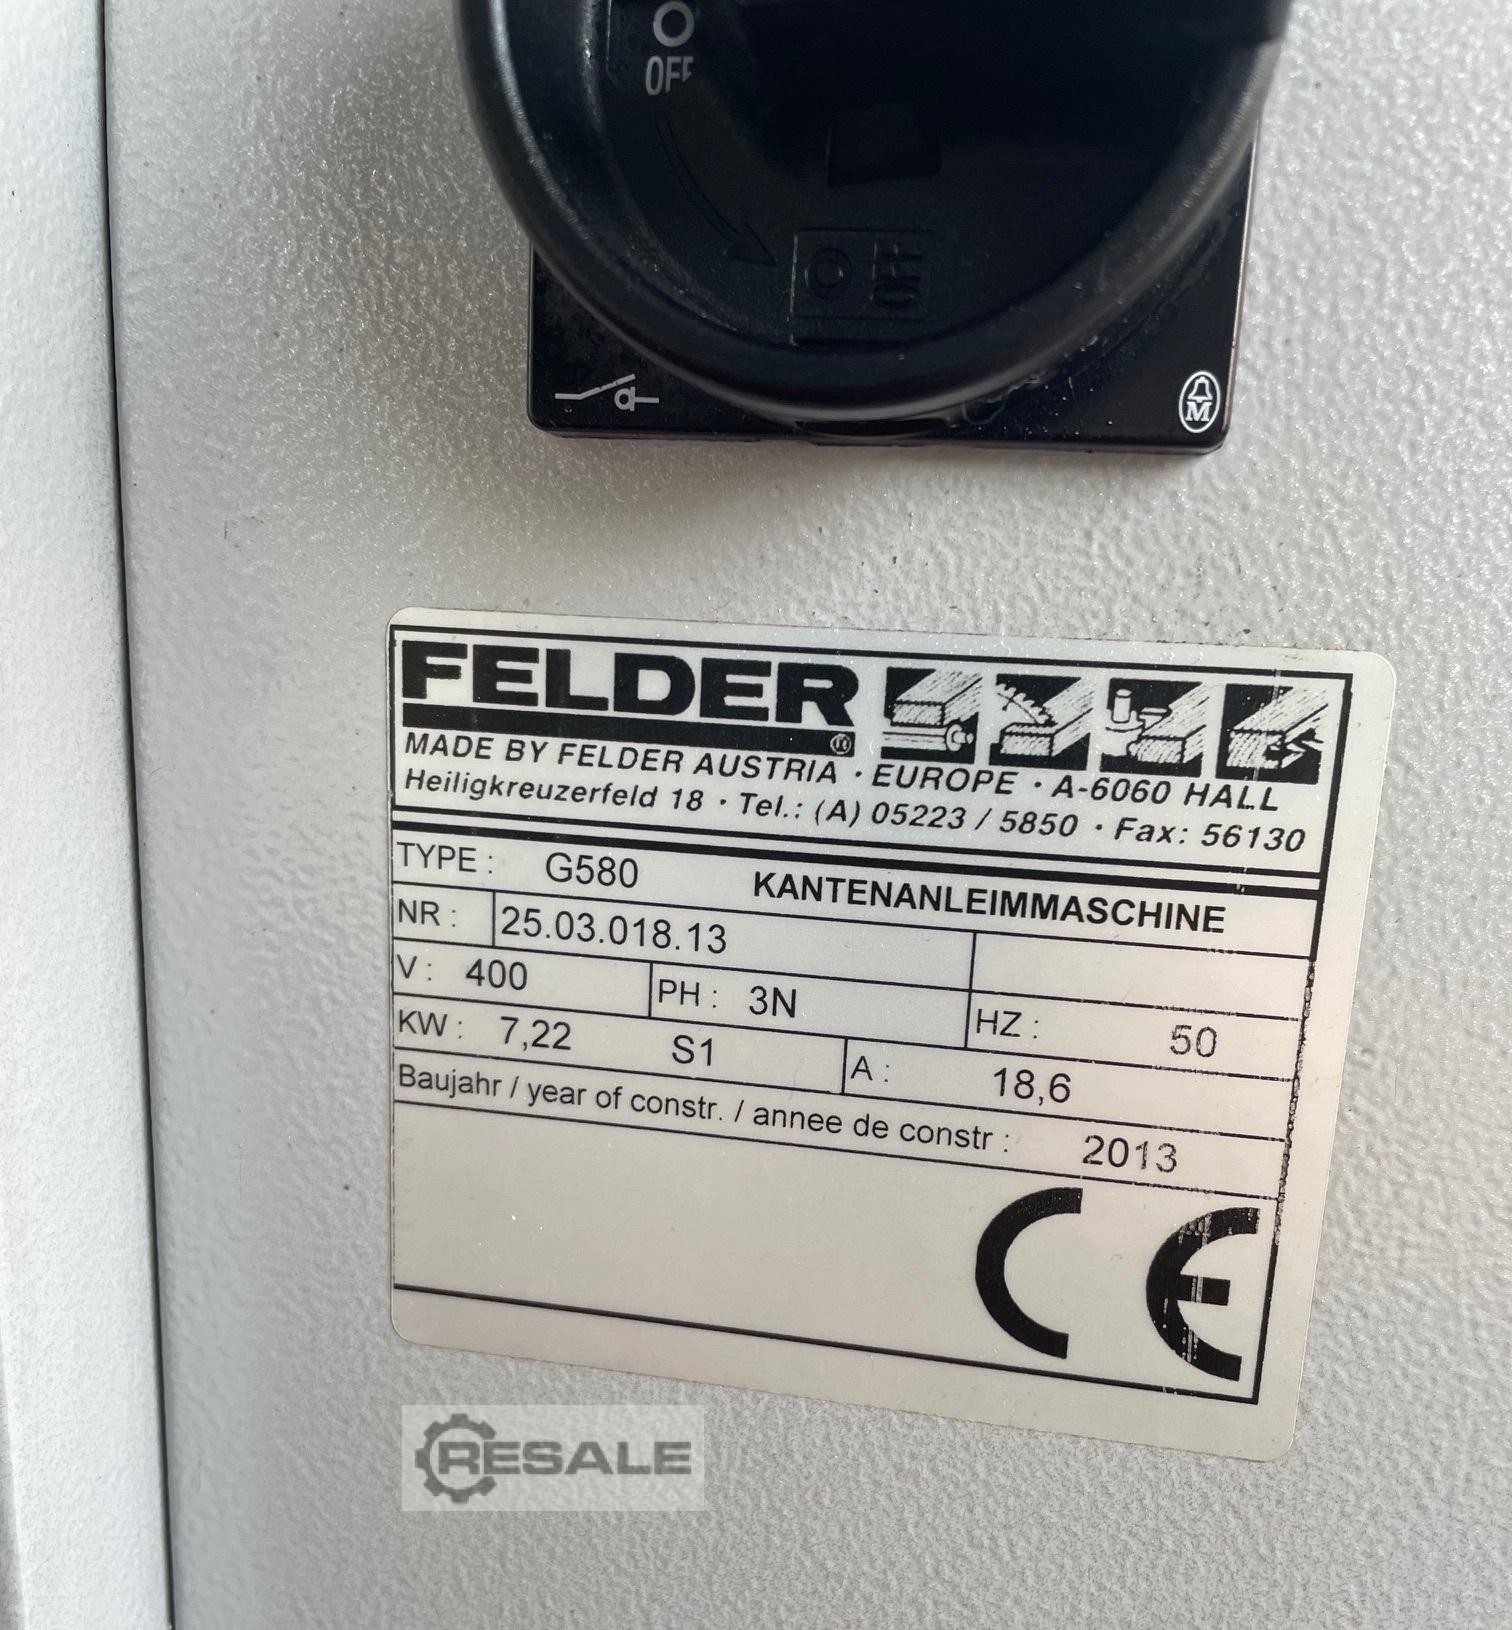 OFF
OFF
M
FELDER®
MADE BY FELDER AUSTRIA · EUROPE · A-6060 HALL
Heiligkreuzerfeld 18 · Tel.: (A) 05223 / 5850 · Fax: 56130
TYPE : G580 KANTENANLEIMMASCHINE
NR : 25.03.018.13
V : 400 PH : 3N HZ : 50
KW : 7,22 S1 A : 18,6
Baujahr / year of constr. / annee de constr : 2013
CE
RESALE